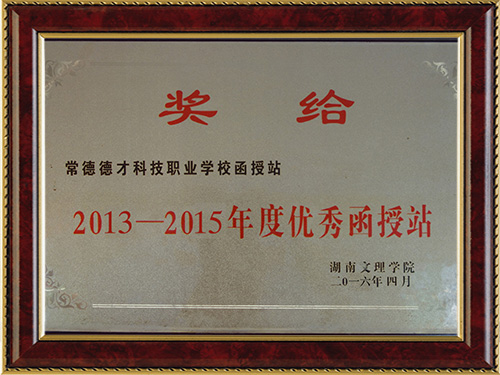 奖给
常德德才科技职业学校函授站
2013—2015年度优秀函授站
湖南文理学院
二0一六年四月